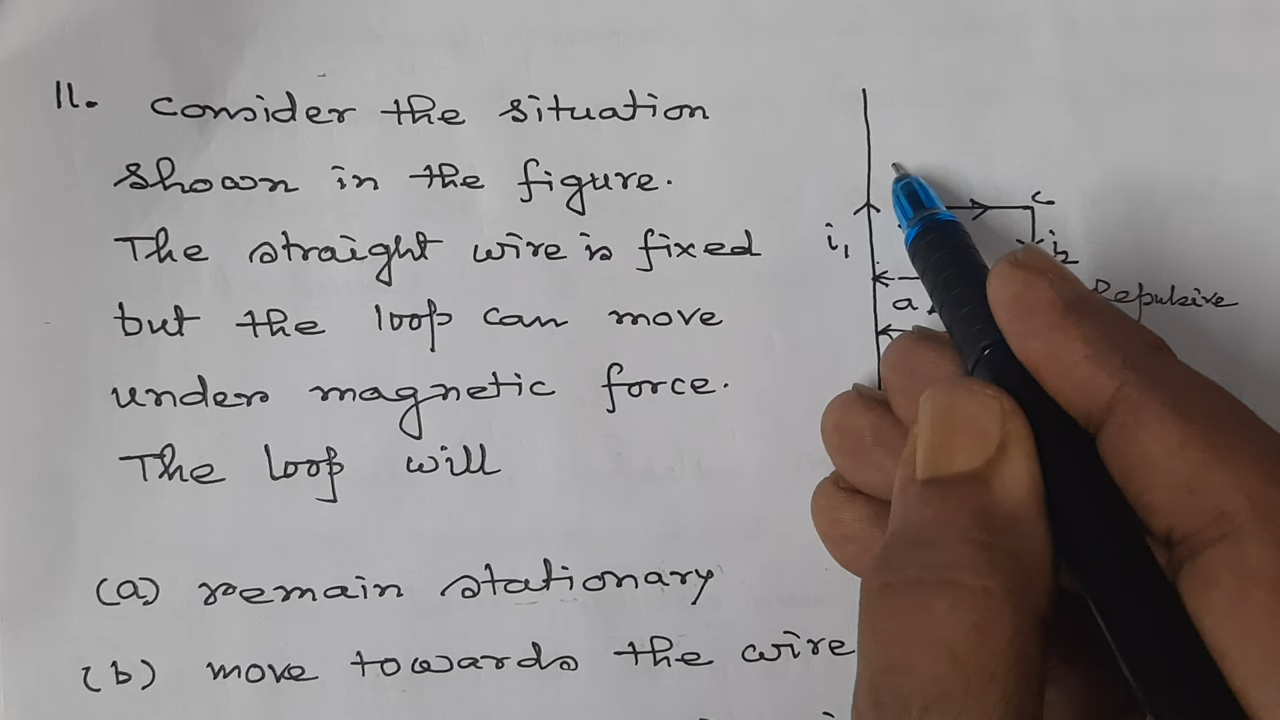 11. Consider the situation
shown in the figure.
The straight wire is fixed
but the loop can move
under magnetic force.
The loop will
(a) remain stationary
(b) move towards the wire
i₁
c
i₂
a
Repulsive